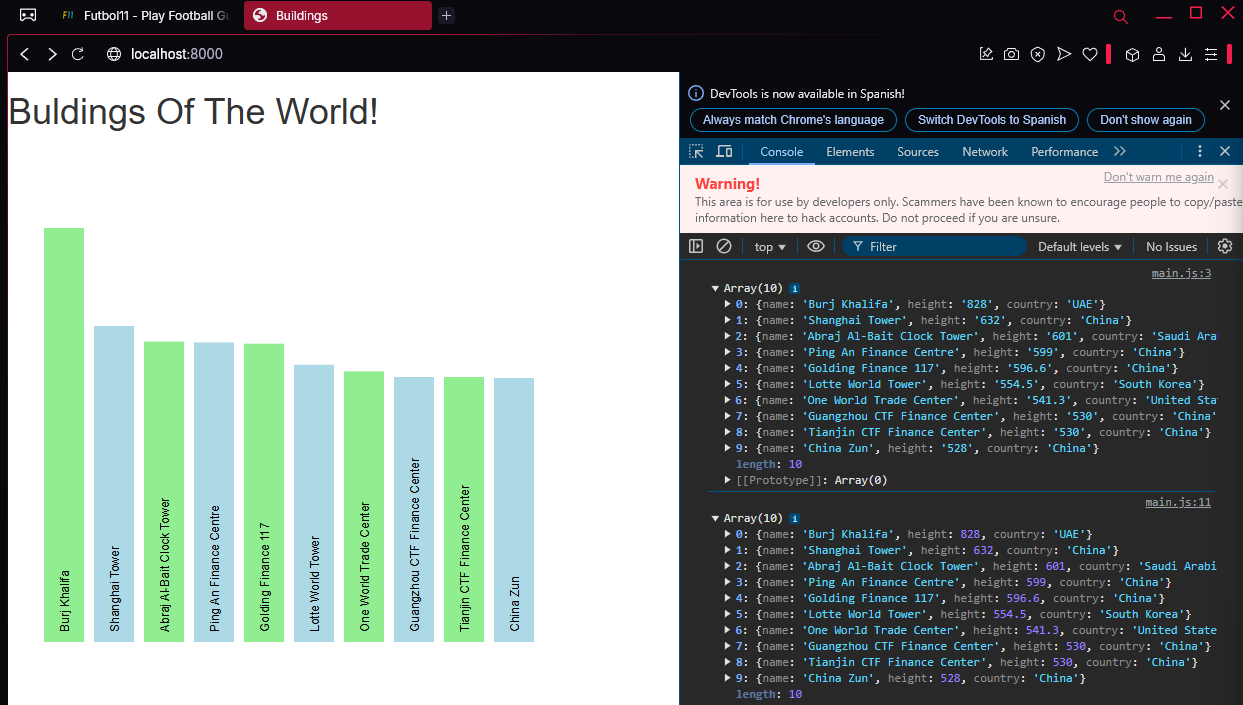 F11 Futbol11 - Play Football Gu
Buildings
localhost:8000
Buldings Of The World!
Burj Khalifa
Shanghai Tower
Abraj Al-Bait Clock Tower
Ping An Finance Centre
Golding Finance 117
Lotte World Tower
One World Trade Center
Guangzhou CTF Finance Center
Tianjin CTF Finance Center
China Zun
DevTools is now available in Spanish!
Always match Chrome's language Switch DevTools to Spanish Don't show again
Console Elements Sources Network Performance
Warning! Don't warn me again
This area is for use by developers only. Scammers have been known to encourage people to copy/paste
information here to hack accounts. Do not proceed if you are unsure.
top Filter Default levels No Issues
main.js:3
Array(10)
0: {name: 'Burj Khalifa', height: '828', country: 'UAE'}
1: {name: 'Shanghai Tower', height: '632', country: 'China'}
2: {name: 'Abraj Al-Bait Clock Tower', height: '601', country: 'Saudi Ara
3: {name: 'Ping An Finance Centre', height: '599', country: 'China'}
4: {name: 'Golding Finance 117', height: '596.6', country: 'China'}
5: {name: 'Lotte World Tower', height: '554.5', country: 'South Korea'}
6: {name: 'One World Trade Center', height: '541.3', country: 'United Sta
7: {name: 'Guangzhou CTF Finance Center', height: '530', country: 'China'
8: {name: 'Tianjin CTF Finance Center', height: '530', country: 'China'}
9: {name: 'China Zun', height: '528', country: 'China'}
length: 10
[[Prototype]]: Array(0)
main.js:11
Array(10)
0: {name: 'Burj Khalifa', height: 828, country: 'UAE'}
1: {name: 'Shanghai Tower', height: 632, country: 'China'}
2: {name: 'Abraj Al-Bait Clock Tower', height: 601, country: 'Saudi Arabi
3: {name: 'Ping An Finance Centre', height: 599, country: 'China'}
4: {name: 'Golding Finance 117', height: 596.6, country: 'China'}
5: {name: 'Lotte World Tower', height: 554.5, country: 'South Korea'}
6: {name: 'One World Trade Center', height: 541.3, country: 'United State
7: {name: 'Guangzhou CTF Finance Center', height: 530, country: 'China'}
8: {name: 'Tianjin CTF Finance Center', height: 530, country: 'China'}
9: {name: 'China Zun', height: 528, country: 'China'}
length: 10